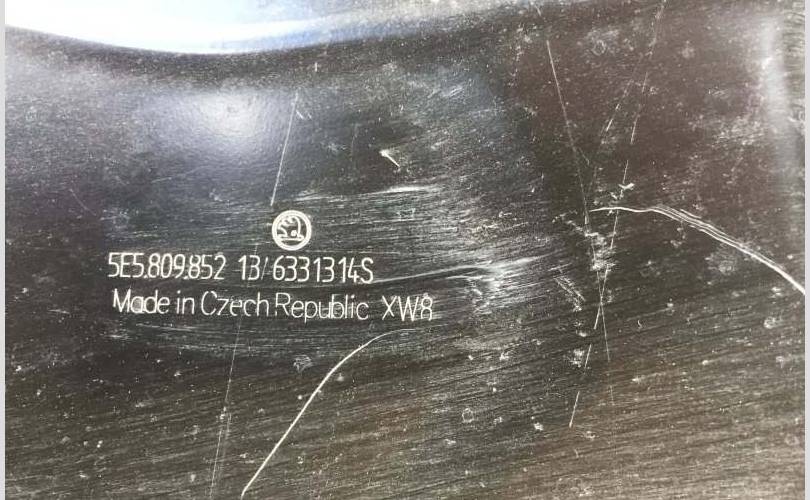 5E5.809.852 13/6331314S
Made in Czech Republic XW8